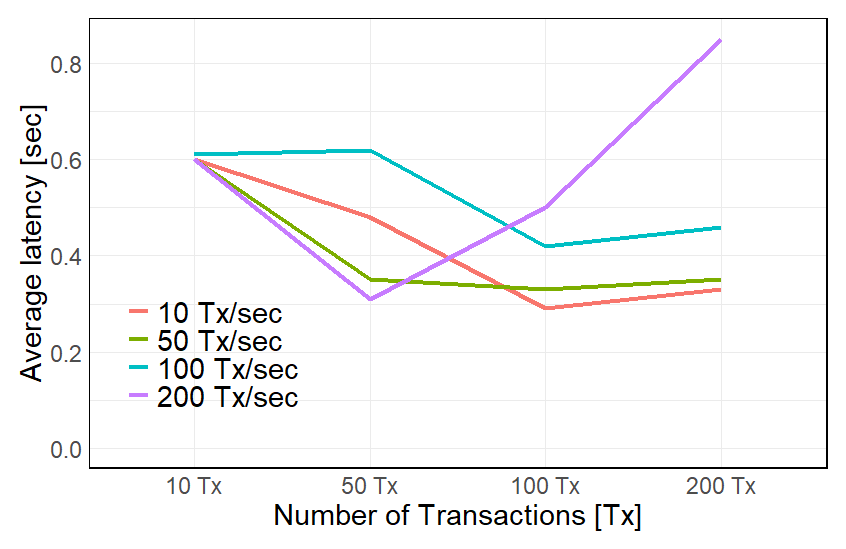 Average latency [sec]
0.8
0.6
0.4
0.2
0.0
10 Tx/sec
50 Tx/sec
100 Tx/sec
200 Tx/sec
10 Tx
50 Tx
100 Tx
200 Tx
Number of Transactions [Tx]